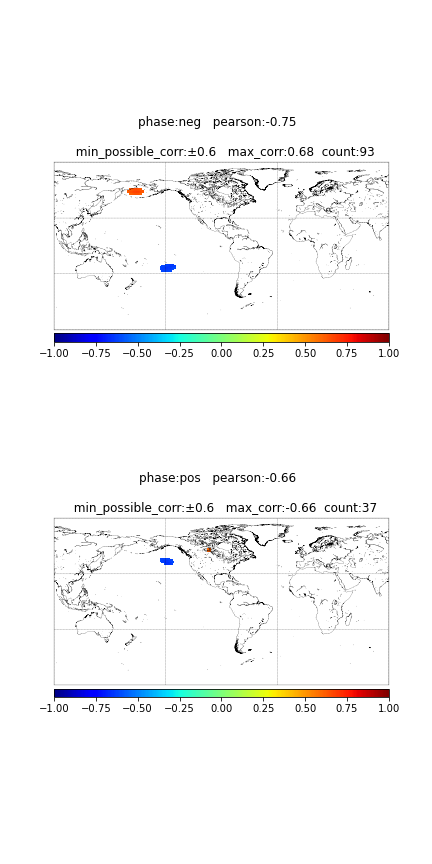 phase:neg   pearson:-0.75
min_possible_corr:±0.6   max_corr:0.68  count:93
−1.00 −0.75 −0.50 −0.25 0.00 0.25 0.50 0.75 1.00
phase:pos   pearson:-0.66
min_possible_corr:±0.6   max_corr:-0.66  count:37
−1.00 −0.75 −0.50 −0.25 0.00 0.25 0.50 0.75 1.00